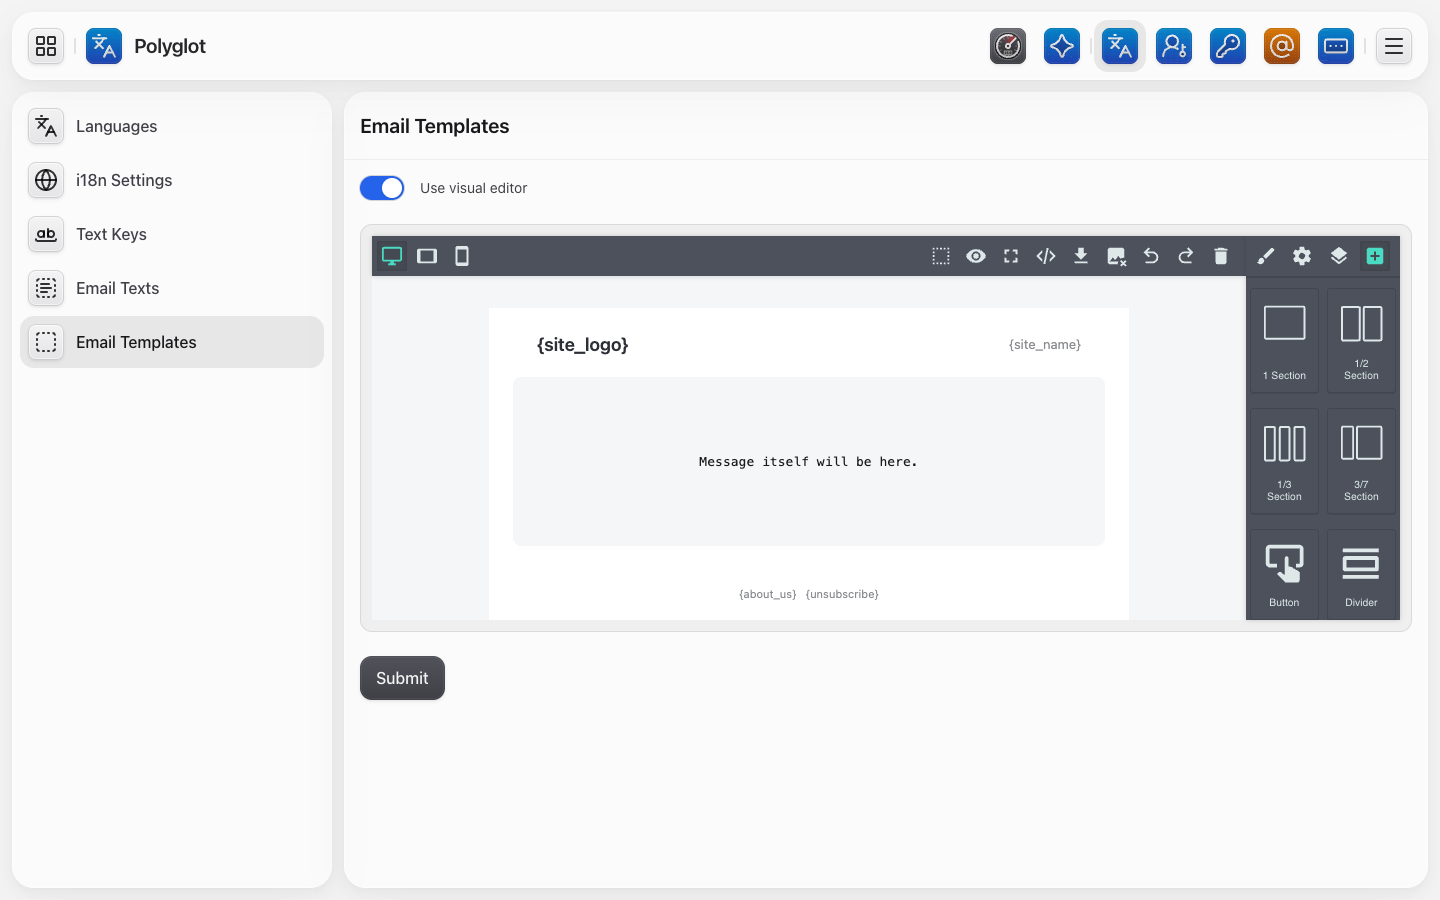 Polyglot
Languages
i18n Settings
Text Keys
Email Texts
Email Templates
Email Templates
Use visual editor
{site_logo}
{site_name}
Message itself will be here.
{about_us} {unsubscribe}
1 Section
1/2
Section
1/3
Section
3/7
Section
Button
Divider
Submit